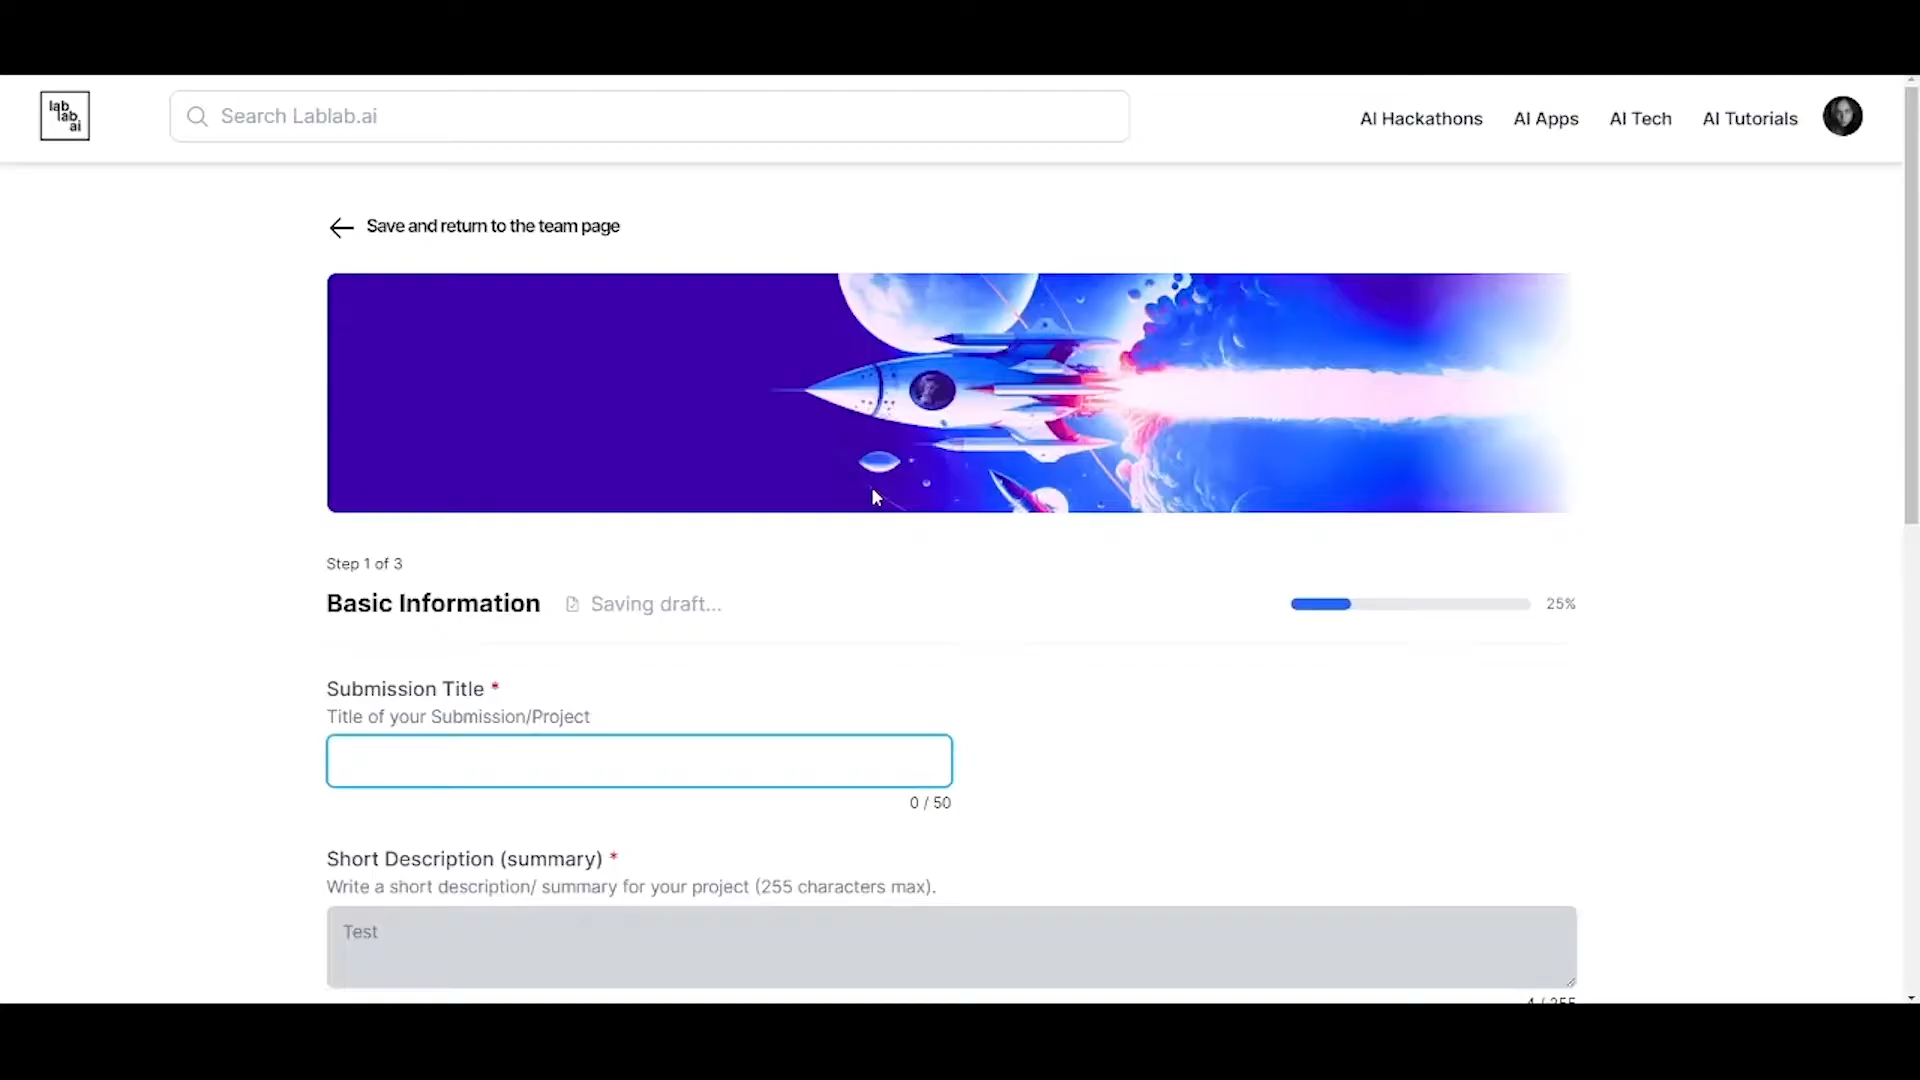 lab
lab
ai
Search Lablab.ai
AI Hackathons
AI Apps
AI Tech
AI Tutorials
Save and return to the team page
Step 1 of 3
Basic Information
Saving draft...
25%
Submission Title *
Title of your Submission/Project
0 / 50
Short Description (summary) *
Write a short description/ summary for your project (255 characters max).
Test
4 / 255